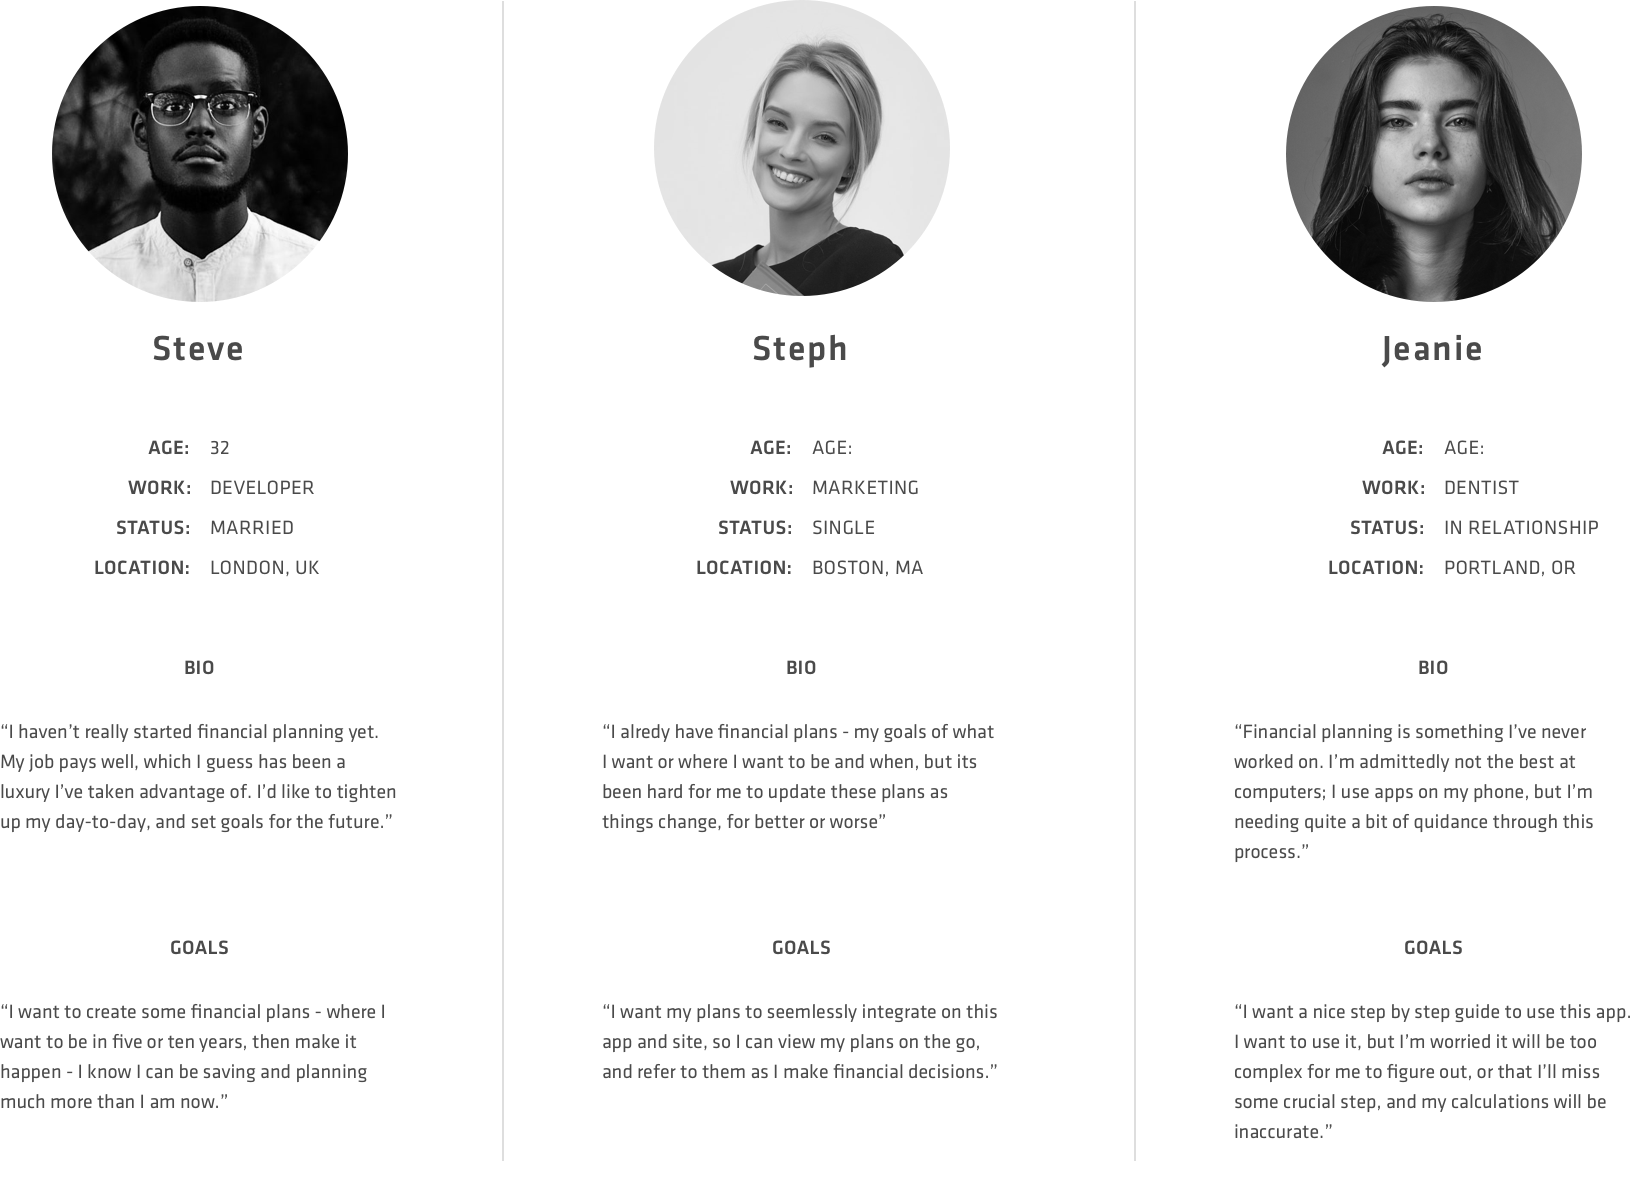 Steve
AGE: 32
WORK: DEVELOPER
STATUS: MARRIED
LOCATION: LONDON, UK
BIO
“I haven’t really started financial planning yet.
My job pays well, which I guess has been a
luxury I’ve taken advantage of. I’d like to tighten
up my day-to-day, and set goals for the future.”
GOALS
“I want to create some financial plans - where I
want to be in five or ten years, then make it
happen - I know I can be saving and planning
much more than I am now.”
Steph
AGE: AGE:
WORK: MARKETING
STATUS: SINGLE
LOCATION: BOSTON, MA
BIO
“I alredy have financial plans - my goals of what
I want or where I want to be and when, but its
been hard for me to update these plans as
things change, for better or worse”
GOALS
“I want my plans to seemlessly integrate on this
app and site, so I can view my plans on the go,
and refer to them as I make financial decisions.”
Jeanie
AGE: AGE:
WORK: DENTIST
STATUS: IN RELATIONSHIP
LOCATION: PORTLAND, OR
BIO
“Financial planning is something I’ve never
worked on. I’m admittedly not the best at
computers; I use apps on my phone, but I’m
needing quite a bit of quidance through this
process.”
GOALS
“I want a nice step by step guide to use this app.
I want to use it, but I’m worried it will be too
complex for me to figure out, or that I’ll miss
some crucial step, and my calculations will be
inaccurate.”